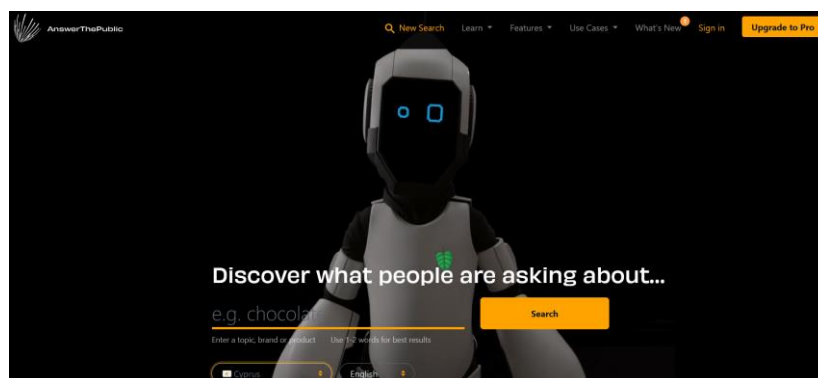 AnswerThePublic
New Search Learn Features Use Cases What's New Sign in Upgrade to Pro
Discover what people are asking about...
e.g. chocolat Search
Enter a topic, brand or product Use 1-2 words for best results
Cyprus English